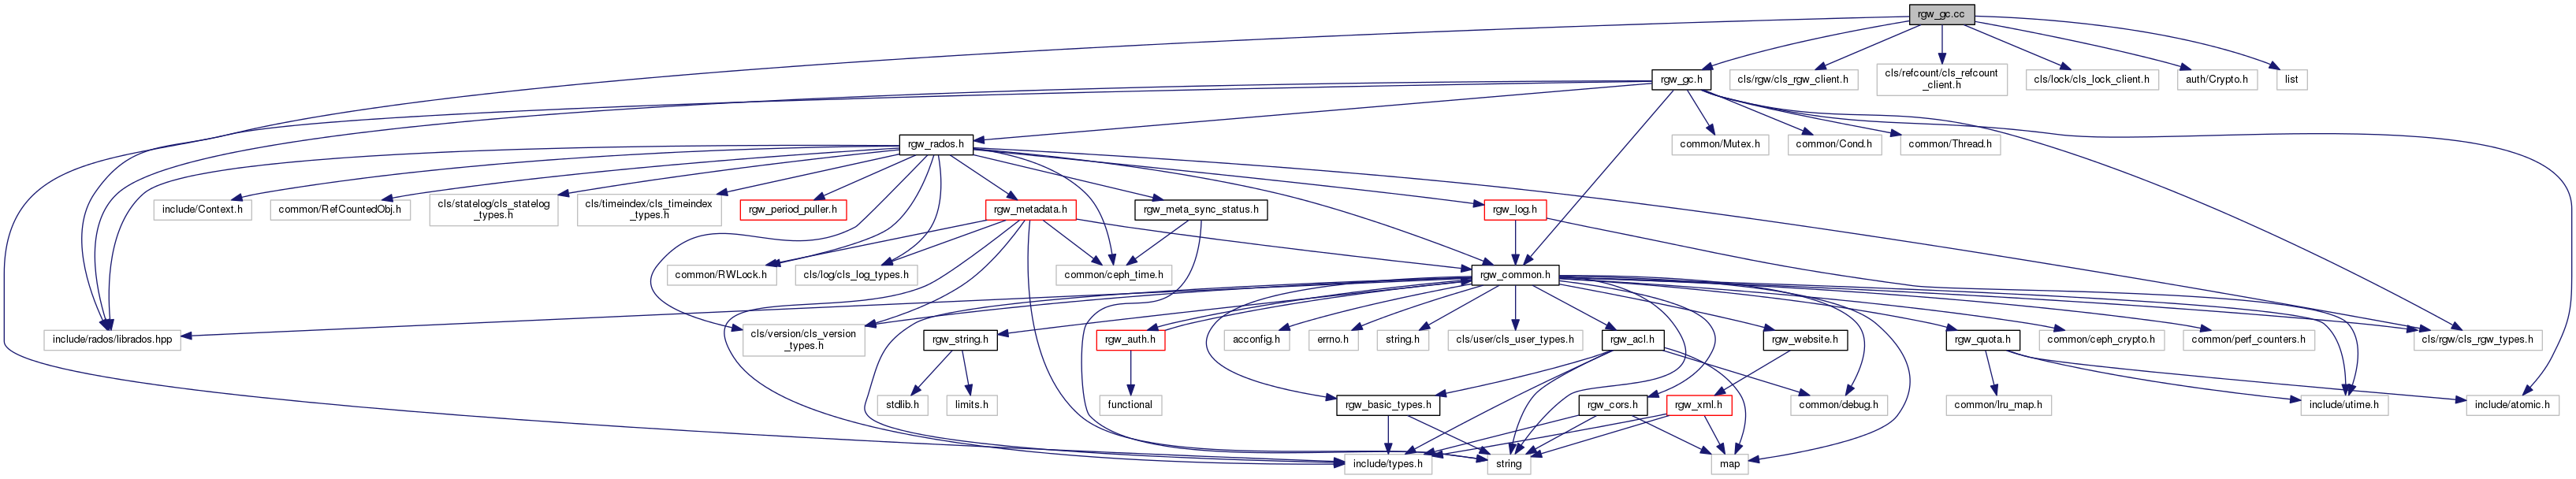 rgw_gc.cc
rgw_gc.h
cls/rgw/cls_rgw_client.h
cls/refcount/cls_refcount
_client.h
cls/lock/cls_lock_client.h
auth/Crypto.h
list
rgw_rados.h
common/Mutex.h
common/Cond.h
common/Thread.h
include/Context.h
common/RefCountedObj.h
cls/statelog/cls_statelog
_types.h
cls/timeindex/cls_timeindex
_types.h
rgw_period_puller.h
rgw_metadata.h
rgw_meta_sync_status.h
rgw_log.h
common/RWLock.h
cls/log/cls_log_types.h
common/ceph_time.h
rgw_common.h
include/rados/librados.hpp
cls/version/cls_version
_types.h
rgw_string.h
rgw_auth.h
acconfig.h
errno.h
string.h
cls/user/cls_user_types.h
rgw_acl.h
rgw_website.h
rgw_quota.h
common/ceph_crypto.h
common/perf_counters.h
cls/rgw/cls_rgw_types.h
stdlib.h
limits.h
functional
rgw_basic_types.h
rgw_cors.h
rgw_xml.h
common/debug.h
common/lru_map.h
include/utime.h
include/atomic.h
include/types.h
string
map